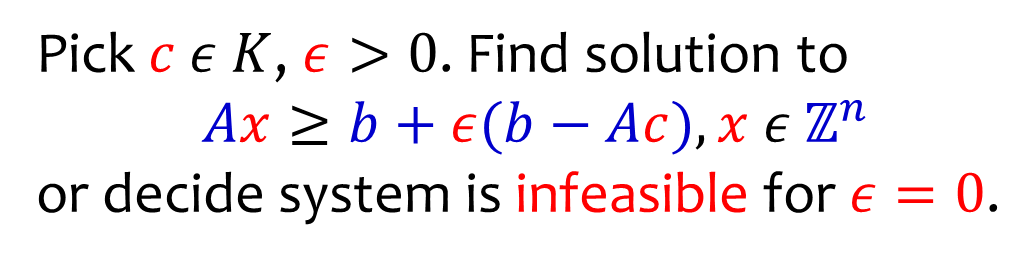 Pick c ϵ K, ϵ > 0. Find solution to
Ax ≥ b + ϵ(b − Ac), x ϵ ℤⁿ
or decide system is infeasible for ϵ = 0.